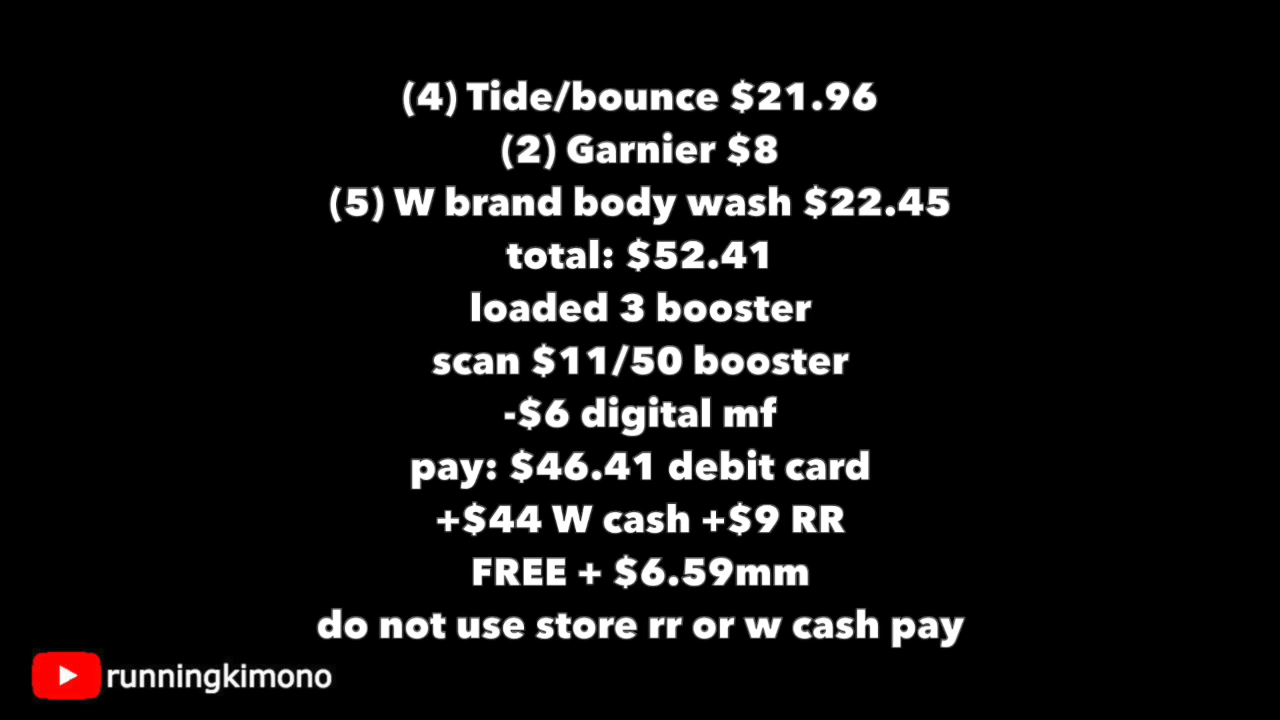 (4) Tide/bounce $21.96
(2) Garnier $8
(5) W brand body wash $22.45
total: $52.41
loaded 3 booster
scan $11/50 booster
-$6 digital mf
pay: $46.41 debit card
+$44 W cash +$9 RR
FREE + $6.59mm
do not use store rr or w cash pay
runningkimono